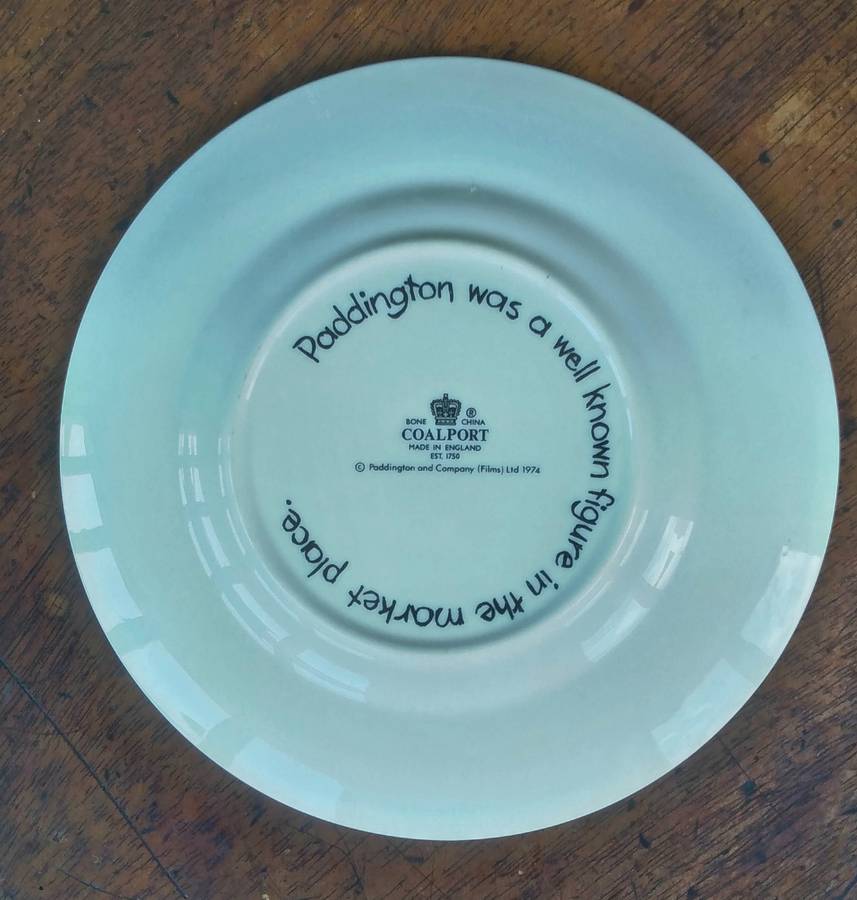 Paddington was a well known figure in the market place.
®
BONE CHINA
COALPORT
MADE IN ENGLAND
EST. 1750
© Paddington and Company (Films) Ltd 1974